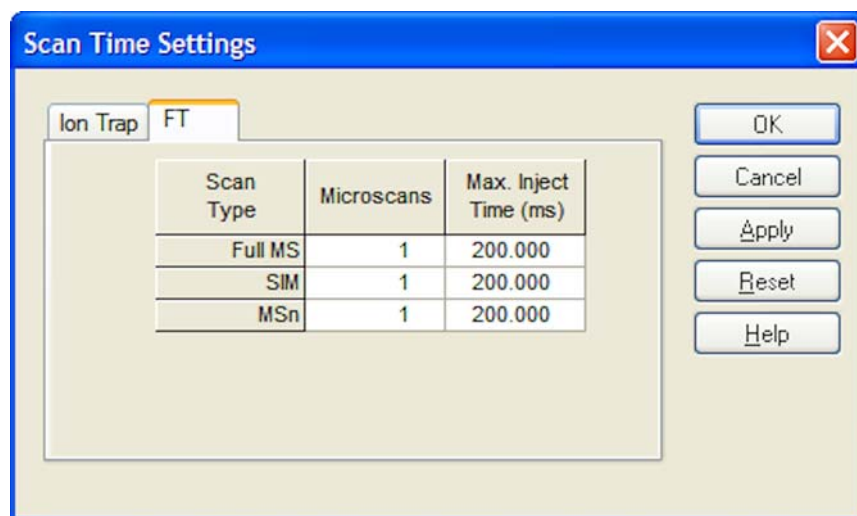 Scan Time Settings
Ion Trap FT
Scan Type Microscans Max. Inject Time (ms)
Full MS 1 200.000
SIM 1 200.000
MSn 1 200.000
OK
Cancel
Apply
Reset
Help